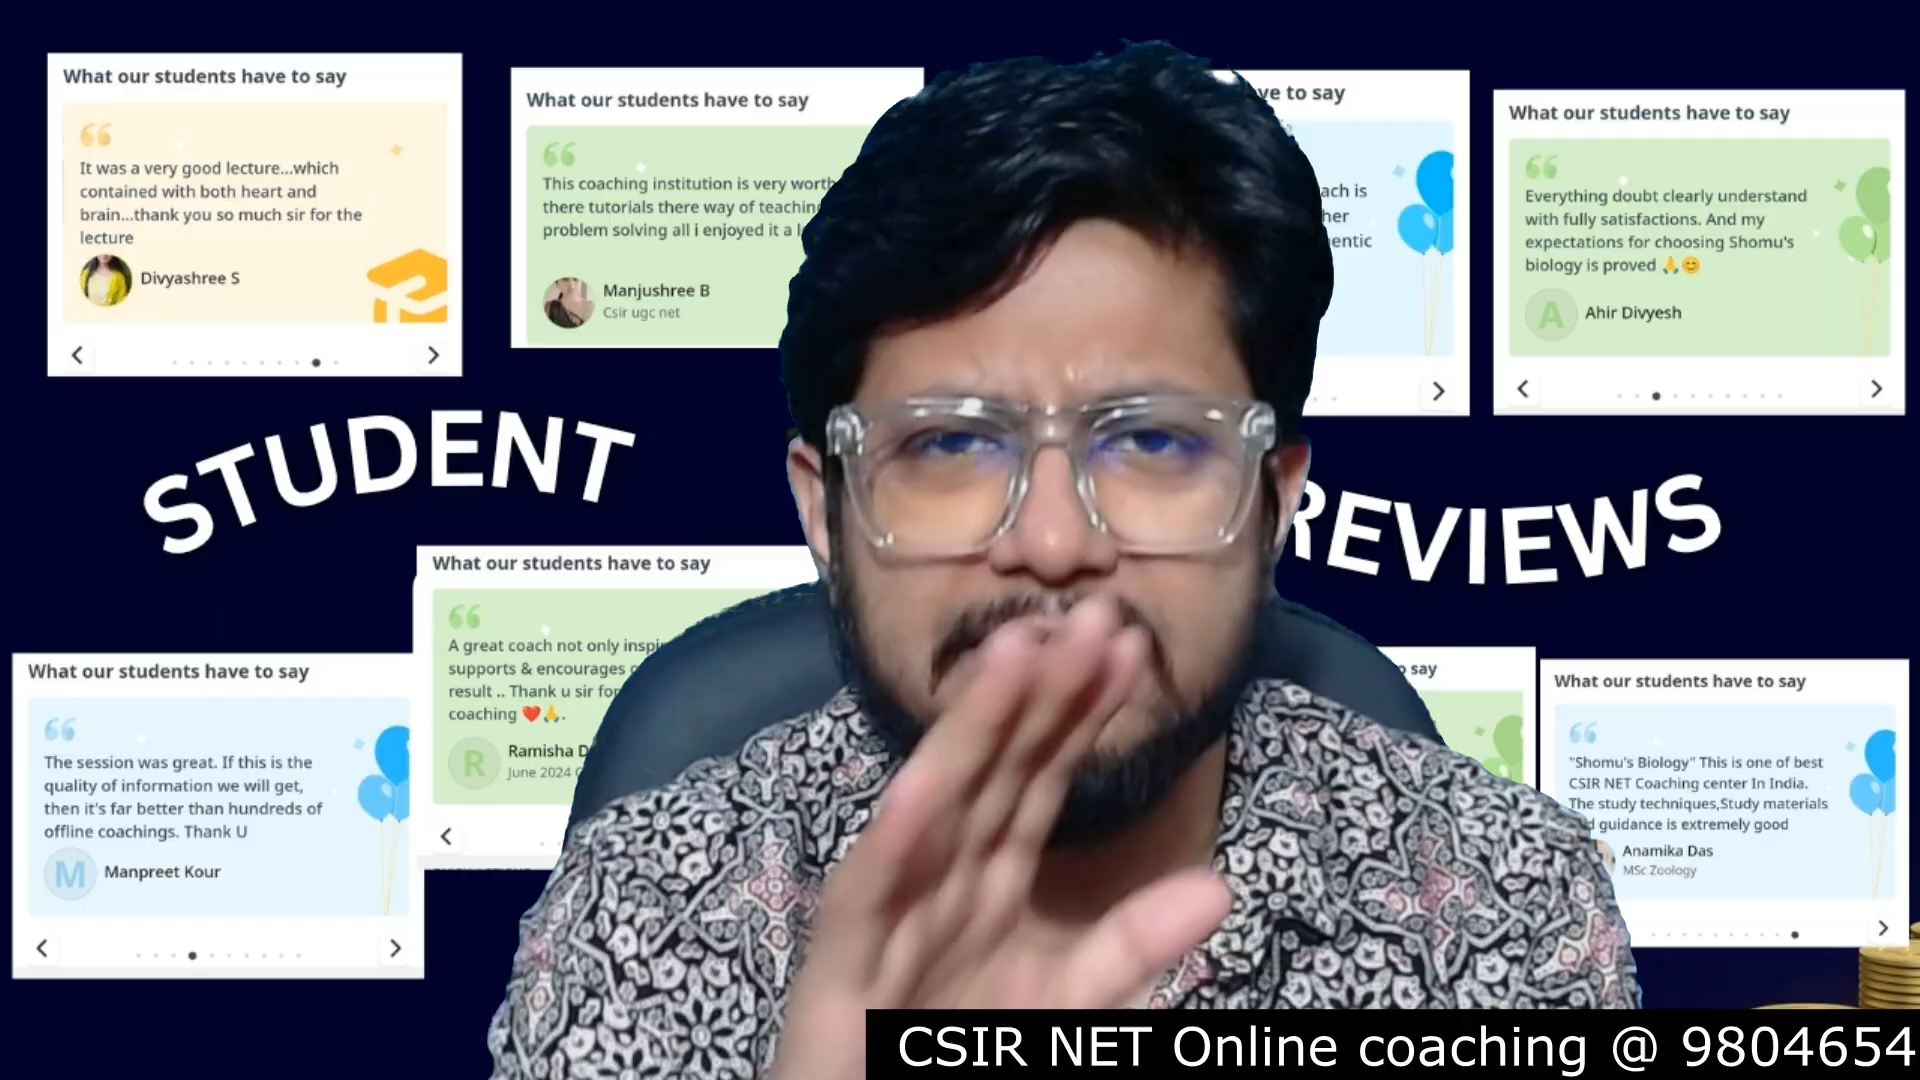 What our students have to say
It was a very good lecture...which
contained with both heart and
brain...thank you so much sir for the
lecture
Divyashree S
What our students have to say
This coaching institution is very worth
there tutorials there way of teaching
problem solving all i enjoyed it a
Manjushree B
Csir ugc net
to say
ach is
her
entic
What our students have to say
Everything doubt clearly understand
with fully satisfactions. And my
expectations for choosing Shomu's
biology is proved 🙏😊
A
Ahir Divyesh
STUDENT
REVIEWS
What our students have to say
A great coach not only
supports & encourages
result .. Thank u sir for
coaching ❤️🙏.
R
Ramisha D
June 2024
What our students have to say
The session was great. If this is the
quality of information we will get,
then it's far better than hundreds of
offline coachings. Thank U
M
Manpreet Kour
say
What our students have to say
"Shomu's Biology" This is one of best
CSIR NET Coaching center In India.
The study techniques,Study materials
guidance is extremely good
Anamika Das
MSc Zoology
CSIR NET Online coaching @ 9804654